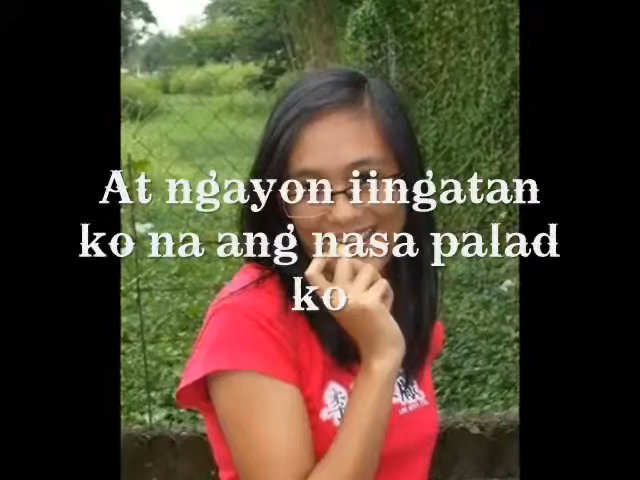 At ngayon iingatan
ko na ang nasa palad
ko